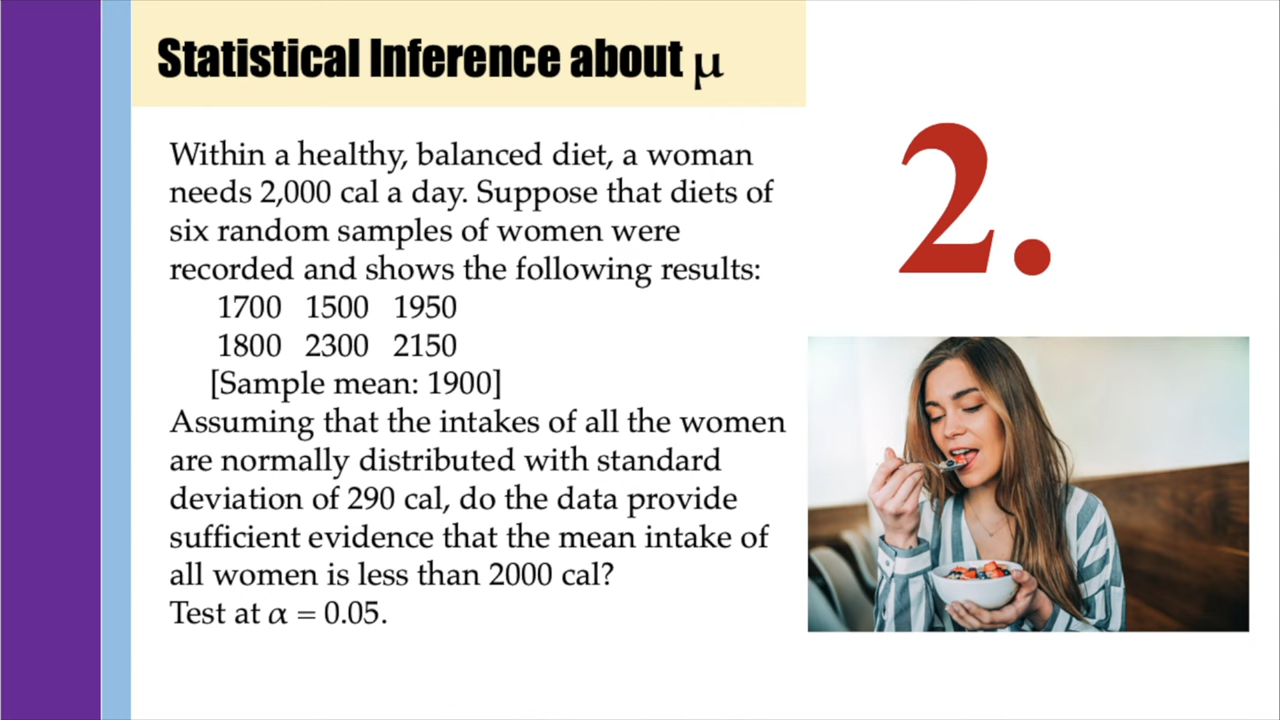 Statistical Inference about μ
Within a healthy, balanced diet, a woman
needs 2,000 cal a day. Suppose that diets of
six random samples of women were
recorded and shows the following results:
1700 1500 1950
1800 2300 2150
[Sample mean: 1900]
Assuming that the intakes of all the women
are normally distributed with standard
deviation of 290 cal, do the data provide
sufficient evidence that the mean intake of
all women is less than 2000 cal?
Test at α = 0.05.
2.